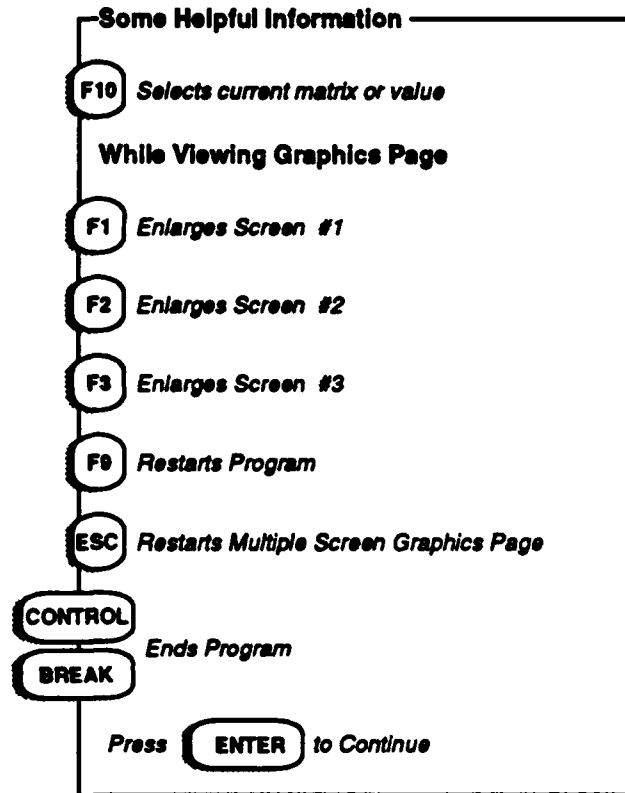 Some Helpful Information
F10 Selects current matrix or value
While Viewing Graphics Page
F1 Enlarges Screen #1
F2 Enlarges Screen #2
F3 Enlarges Screen #3
F9 Restarts Program
ESC Restarts Multiple Screen Graphics Page
CONTROL
Ends Program
BREAK
Press ENTER to Continue